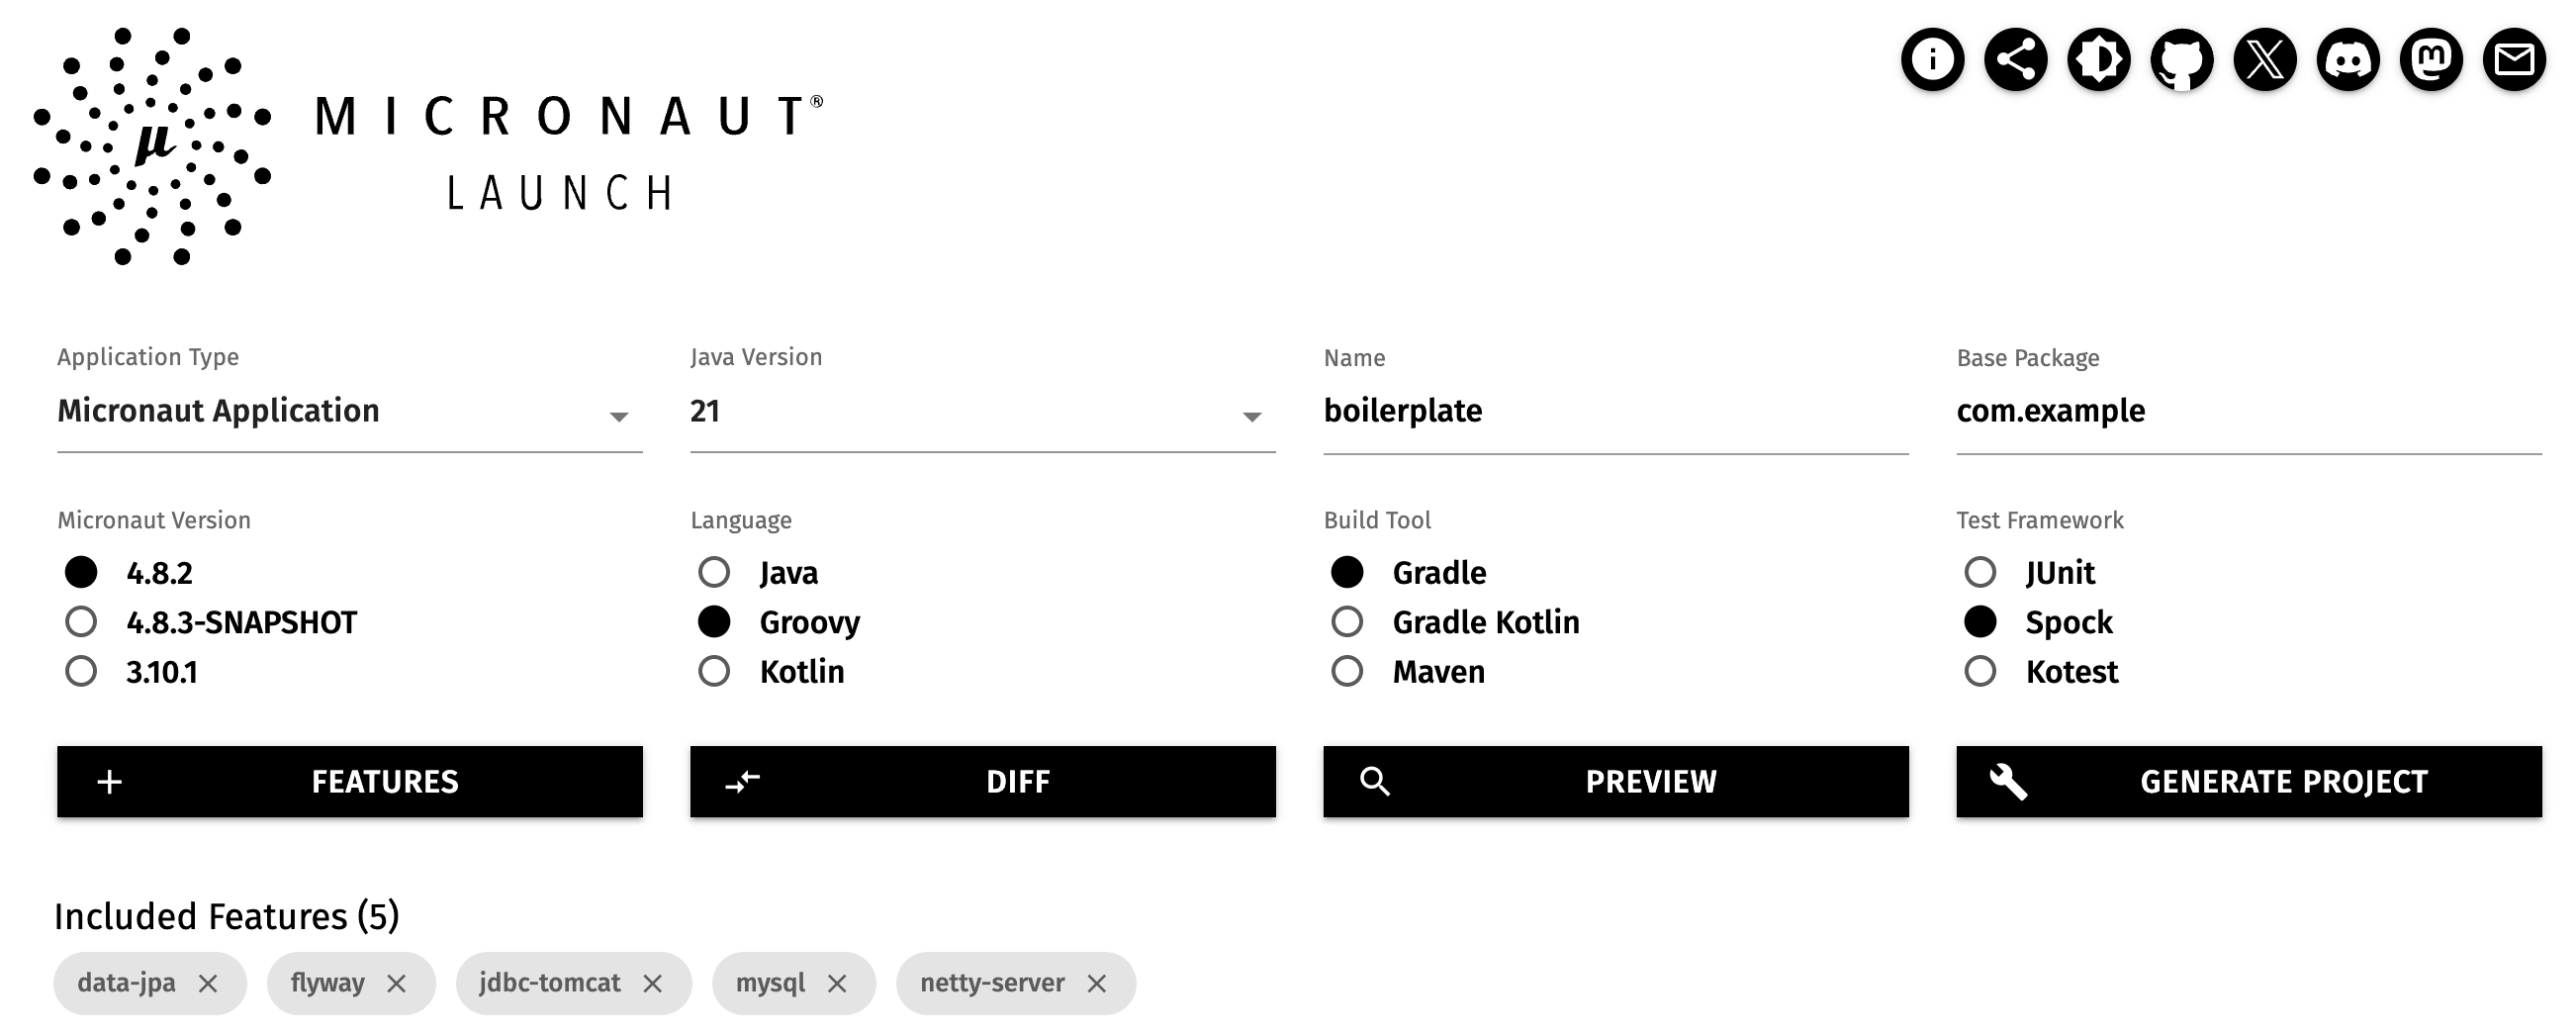 µ
MICRONAUT®
LAUNCH
Application Type
Micronaut Application
Java Version
21
Name
boilerplate
Base Package
com.example
Micronaut Version
4.8.2
4.8.3-SNAPSHOT
3.10.1
Language
Java
Groovy
Kotlin
Build Tool
Gradle
Gradle Kotlin
Maven
Test Framework
JUnit
Spock
Kotest
FEATURES
DIFF
PREVIEW
GENERATE PROJECT
Included Features (5)
data-jpa
flyway
jdbc-tomcat
mysql
netty-server